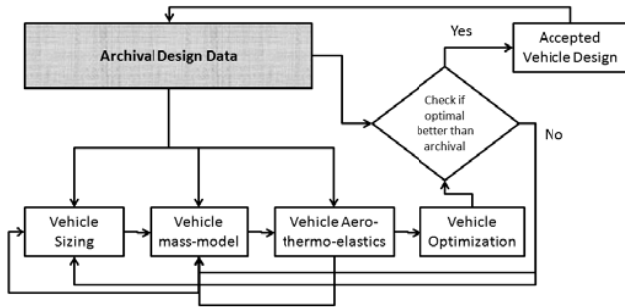 Archival Design Data
Yes
Accepted
Vehicle Design
Check if
optimal
better than
archival
No
Vehicle
Sizing
Vehicle
mass-model
Vehicle Aero-
thermo-elastics
Vehicle
Optimization